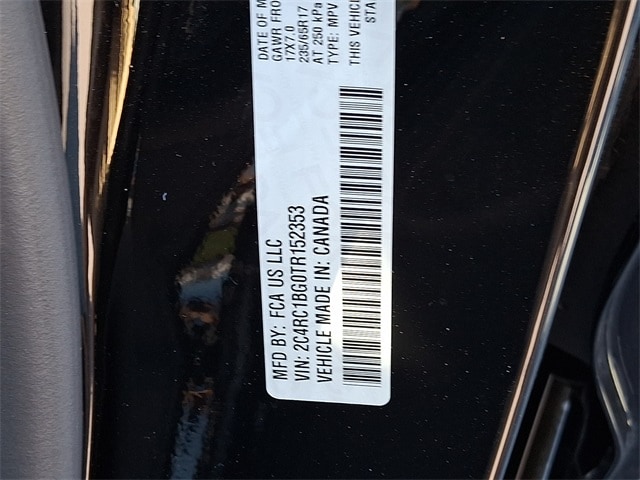 MFD BY: FCA US LLC
VIN: 2C4RC1BG0TR152353
VEHICLE MADE IN: CANADA
DATE OF M
GAWR FRO
17X7.0
235/65R17
AT 250 kPa
TYPE: MPV
THIS VEHIC
STA